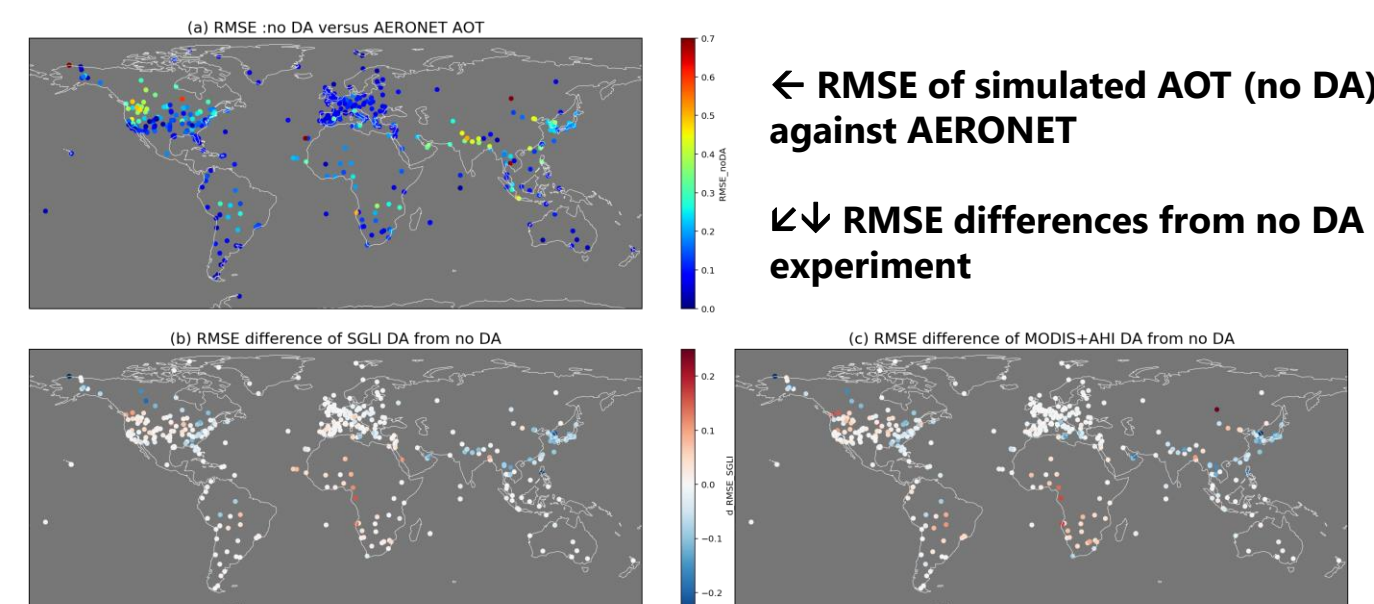 (a) RMSE :no DA versus AERONET AOT
0.7
0.6
0.5
0.4
0.3
0.2
0.1
0.0
RMSE_noDA
← RMSE of simulated AOT (no DA)
against AERONET
↙↓ RMSE differences from no DA
experiment
(b) RMSE difference of SGLI DA from no DA
0.2
0.1
0.0
−0.1
−0.2
d_RMSE_SGLI
(c) RMSE difference of MODIS+AHI DA from no DA